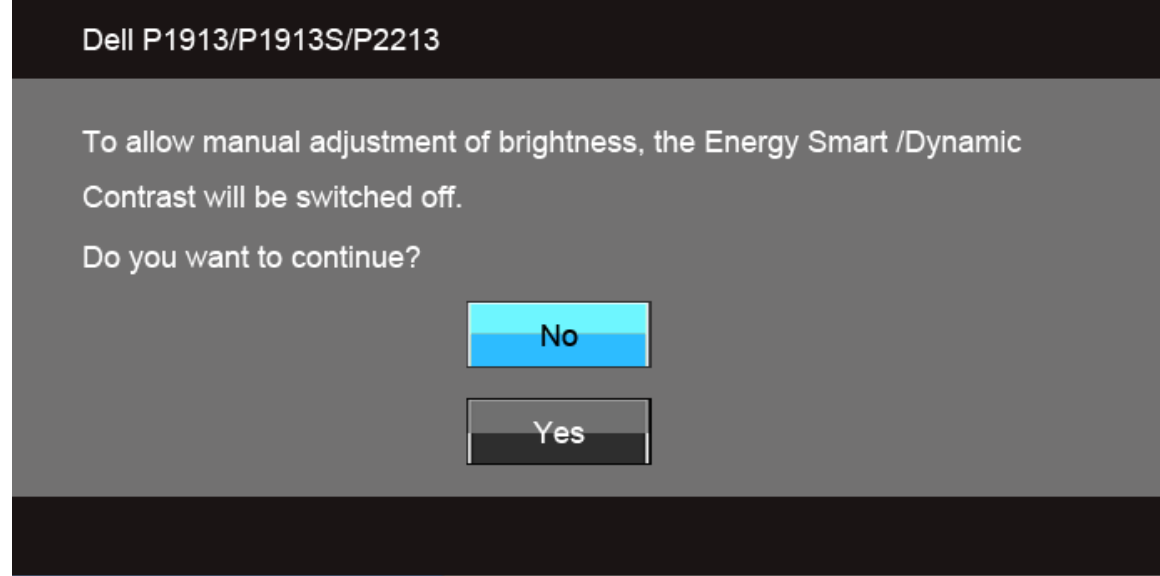 Dell P1913/P1913S/P2213
To allow manual adjustment of brightness, the Energy Smart /Dynamic
Contrast will be switched off.
Do you want to continue?
No
Yes